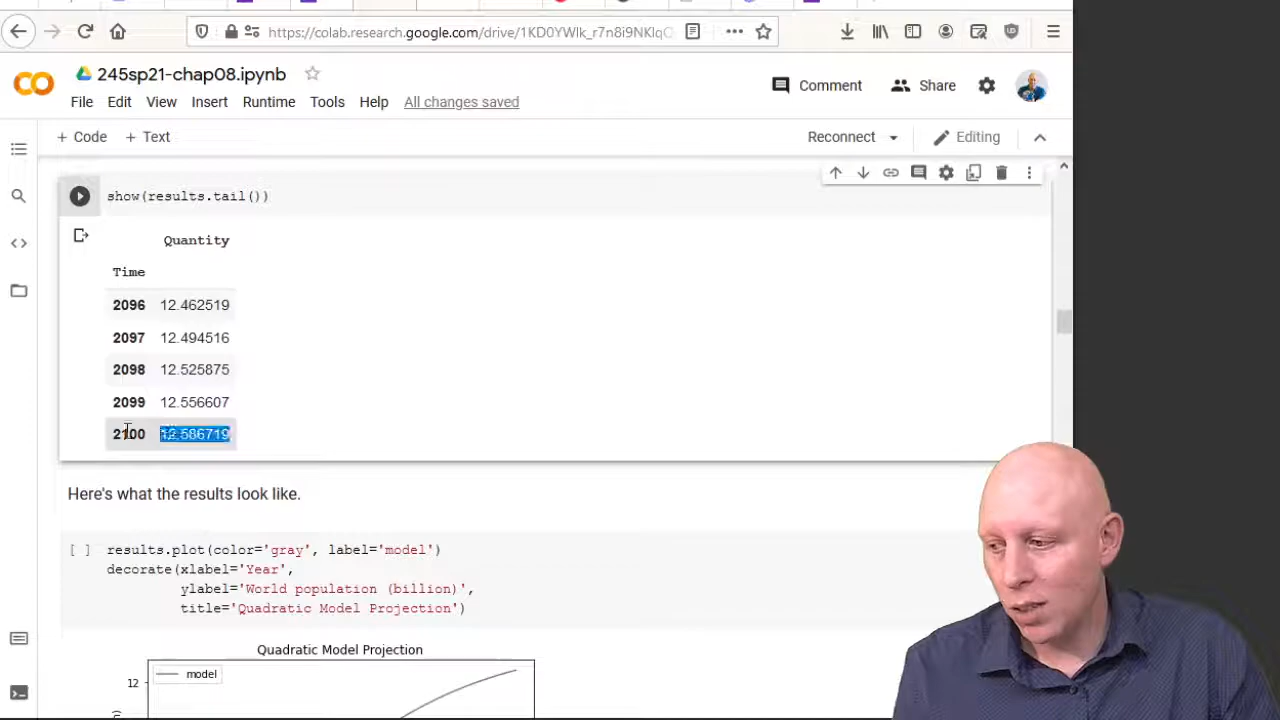 https://colab.research.google.com/drive/1KD0YWlk_r7n8i9NKlqC
CO
245sp21-chap08.ipynb
Comment
Share
File Edit View Insert Runtime Tools Help All changes saved
+ Code + Text
Reconnect
Editing
show(results.tail())
Quantity
Time
2096 12.462519
2097 12.494516
2098 12.525875
2099 12.556607
2100 12.586719
Here's what the results look like.
[ ] results.plot(color='gray', label='model')
decorate(xlabel='Year',
ylabel='World population (billion)',
title='Quadratic Model Projection')
Quadratic Model Projection
model
12